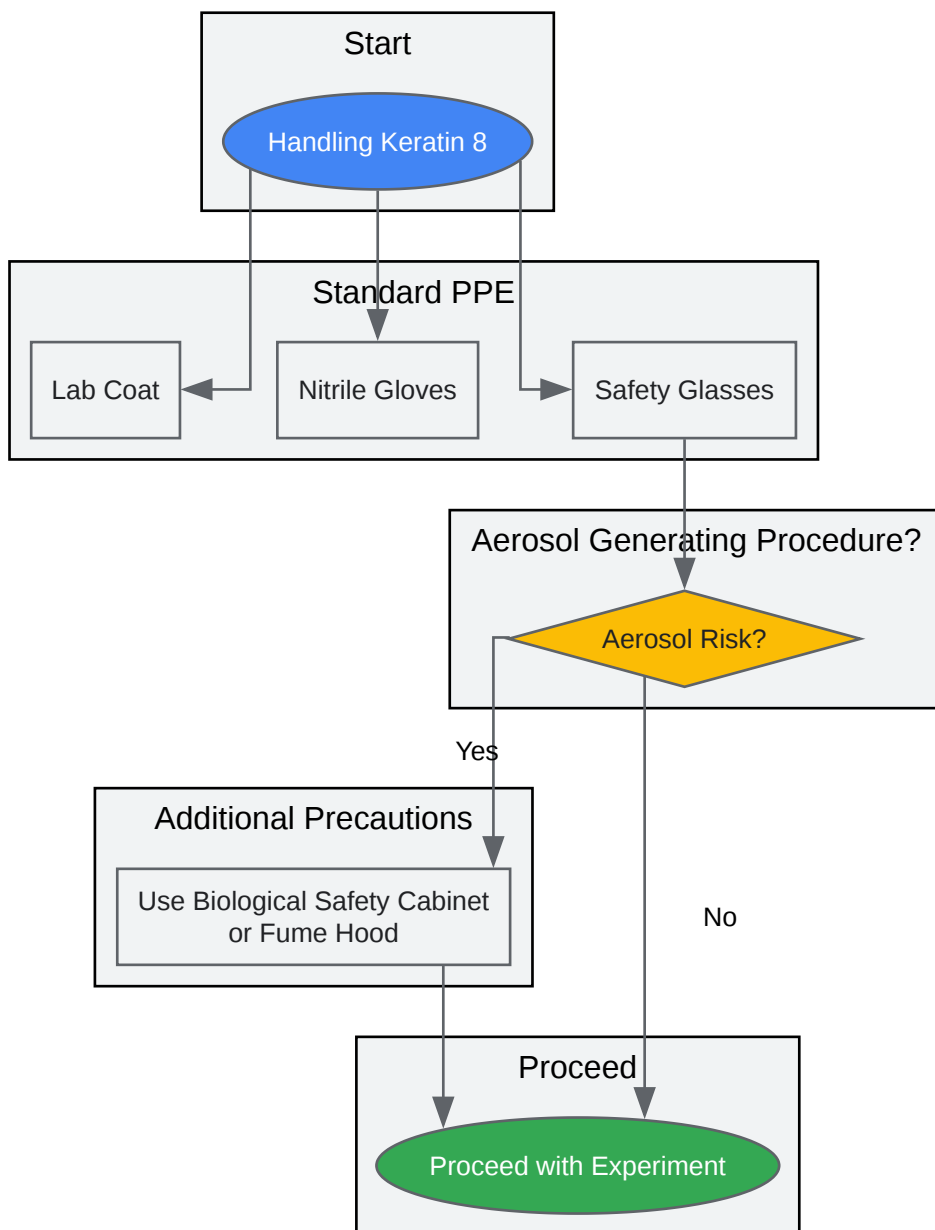 Start
Handling Keratin 8
Standard PPE
Lab Coat
Nitrile Gloves
Safety Glasses
Aerosol Generating Procedure?
Aerosol Risk?
Yes
Additional Precautions
Use Biological Safety Cabinet
or Fume Hood
No
Proceed
Proceed with Experiment